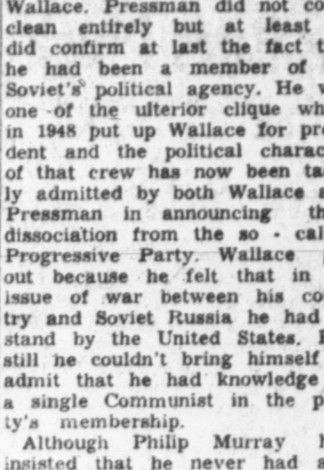 Wallace. Pressman did not co
clean entirely but at least
did confirm at last the fact t
he had been a member of
Soviet's political agency. He w
one of the ulterior clique wh
in 1948 put up Wallace for pre
dent and the political charac
of that crew has now been ta
ly admitted by both Wallace a
Pressman in announcing th
dissociation from the so - cal
Progressive Party. Wallace
out because he felt that in
issue of war between his co
try and Soviet Russia he had
stand by the United States.
still he couldn't bring himself
admit that he had knowledge
a single Communist in the p
ty's membership.
Although Philip Murray h
insisted that he never had a